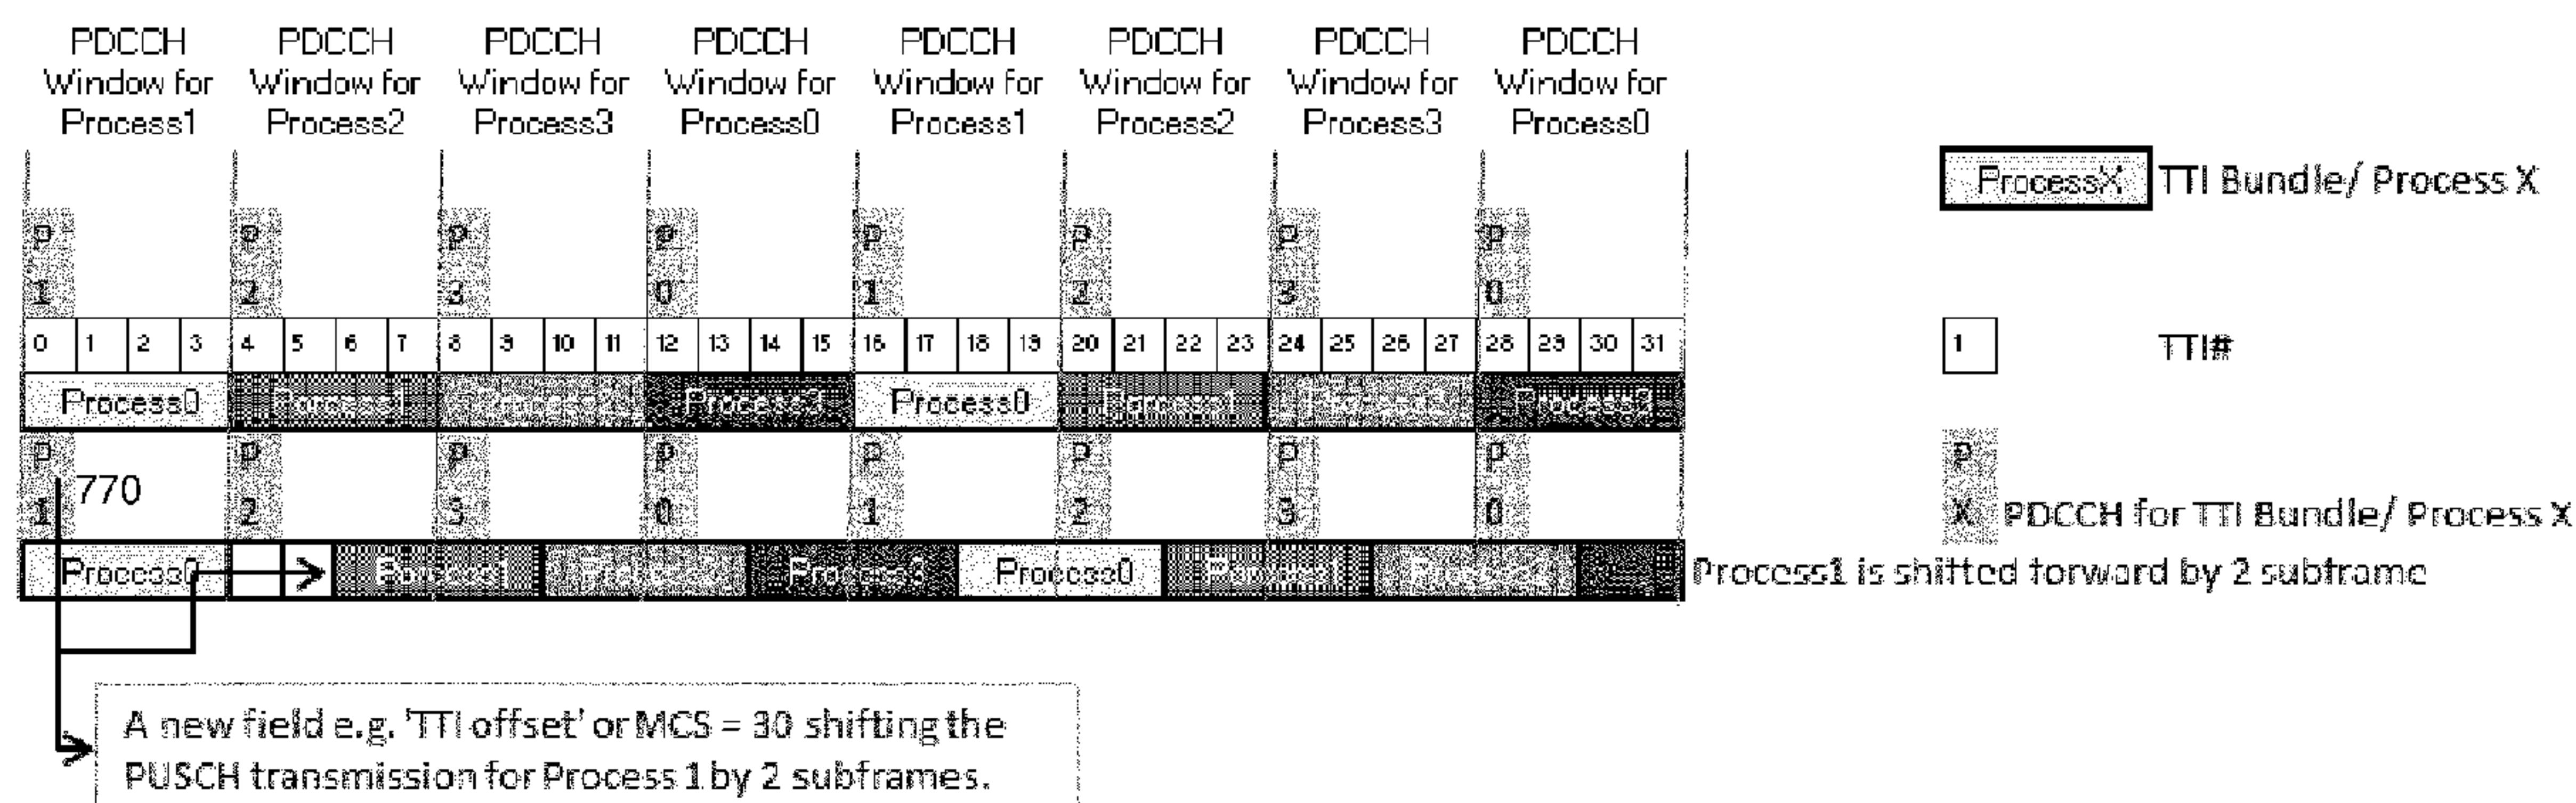 PDCCH Window for Process1
PDCCH Window for Process2
PDCCH Window for Process3
PDCCH Window for Process0
PDCCH Window for Process1
PDCCH Window for Process2
PDCCH Window for Process3
PDCCH Window for Process0
P 1
P 2
P 3
P 0
P 1
P 2
P 3
P 0
0 1 2 3 4 5 6 7 8 9 10 11 12 13 14 15 16 17 18 19 20 21 22 23 24 25 26 27 28 29 30 31
Process0 Process1 Process3 Process0 Process1 Process3
P 1
770
P 2
P 3
P 0
P 1
P 2
P 3
P 0
Process0 Process1 Process3 Process0 Process1
Process1 is shifted forward by 2 subframe
A new field e.g. 'TTI offset' or MCS = 30 shifting the
PUSCH transmission for Process 1 by 2 subframes.
ProcessX TTI Bundle/ Process X
1 TTI#
P X PDCCH for TTI Bundle/ Process X